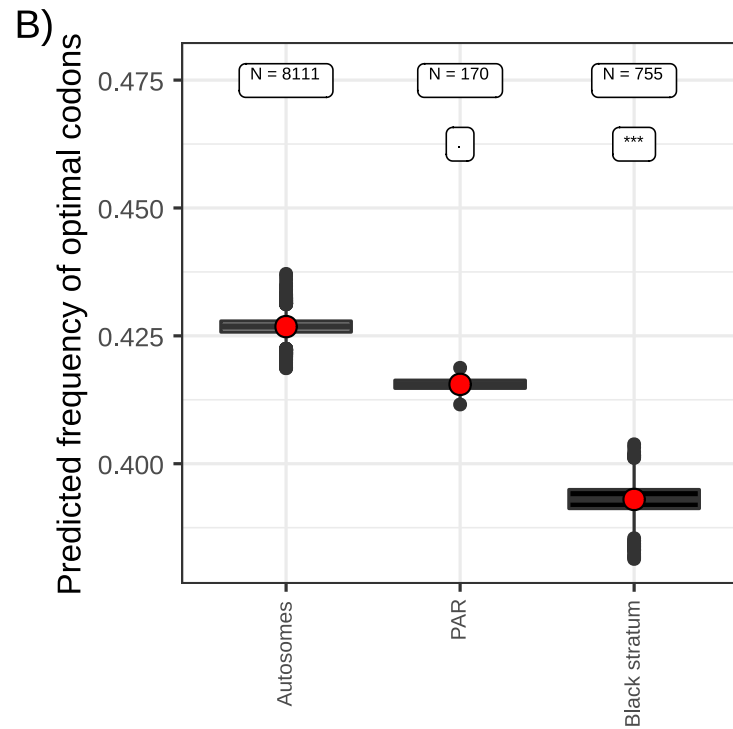 B)
Predicted frequency of optimal codons
0.475
0.450
0.425
0.400
N = 8111
N = 170
N = 755
.
***
Autosomes
PAR
Black stratum